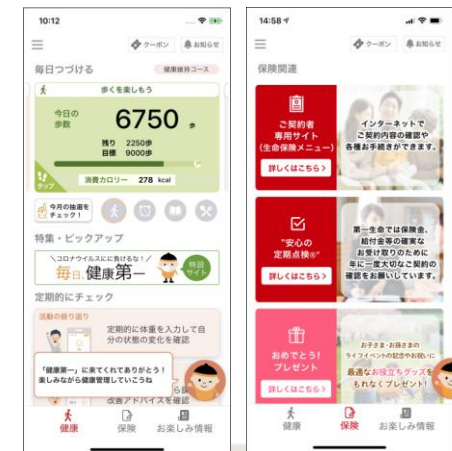 10:12
クーポン
お知らせ
毎日つづける
健康維持コース
歩くを楽しもう
今日の
歩数
6750 歩
残り 2250歩
目標 9000歩
タップ
消費カロリー 278 kcal
今月の抽選を
チェック!
特集・ピックアップ
\コロナウイルスに負けるな!/
毎日、健康第一
特設
サイト
定期的にチェック
活動の振り返り
定期的に体重を入力して自
分の状態の変化を確認
「健康第一」に来てくれてありがとう!
楽しみながら健康管理していこうね
改善アドバイスを確認
健康
保険
お楽しみ情報
14:58
クーポン
お知らせ
保険関連
ご契約者
専用サイト
(生命保険メニュー)
詳しくはこちら>
インターネットで
ご契約内容の確認や
各種お手続きができます。
"安心の
定期点検®"
詳しくはこちら>
第一生命では保険金、
給付金等の確実な
お受け取りのために
年に一度大切なご契約の
確認をお願いしています。
おめでとう!
プレゼント
詳しくはこちら>
お子さま・お孫さまの
ライフイベントの記念やお祝いに
最適なお役立ちグッズを
もれなくプレゼント!
健康
保険
お楽しみ情報